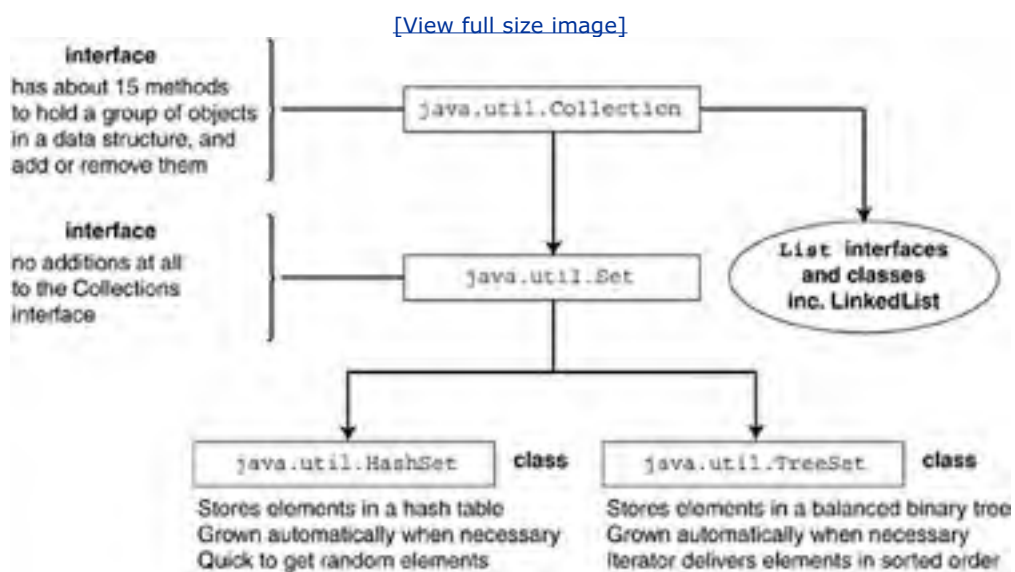 [View full size image]
interface
has about 15 methods
to hold a group of objects
in a data structure, and
add or remove them
java.util.Collection
interface
no additions at all
to the Collections
interface
java.util.Set
List interfaces
and classes
inc. LinkedList
java.util.HashSet class
Stores elements in a hash table
Grown automatically when necessary
Quick to get random elements
java.util.TreeSet class
Stores elements in a balanced binary tree
Grown automatically when necessary
Iterator delivers elements in sorted order